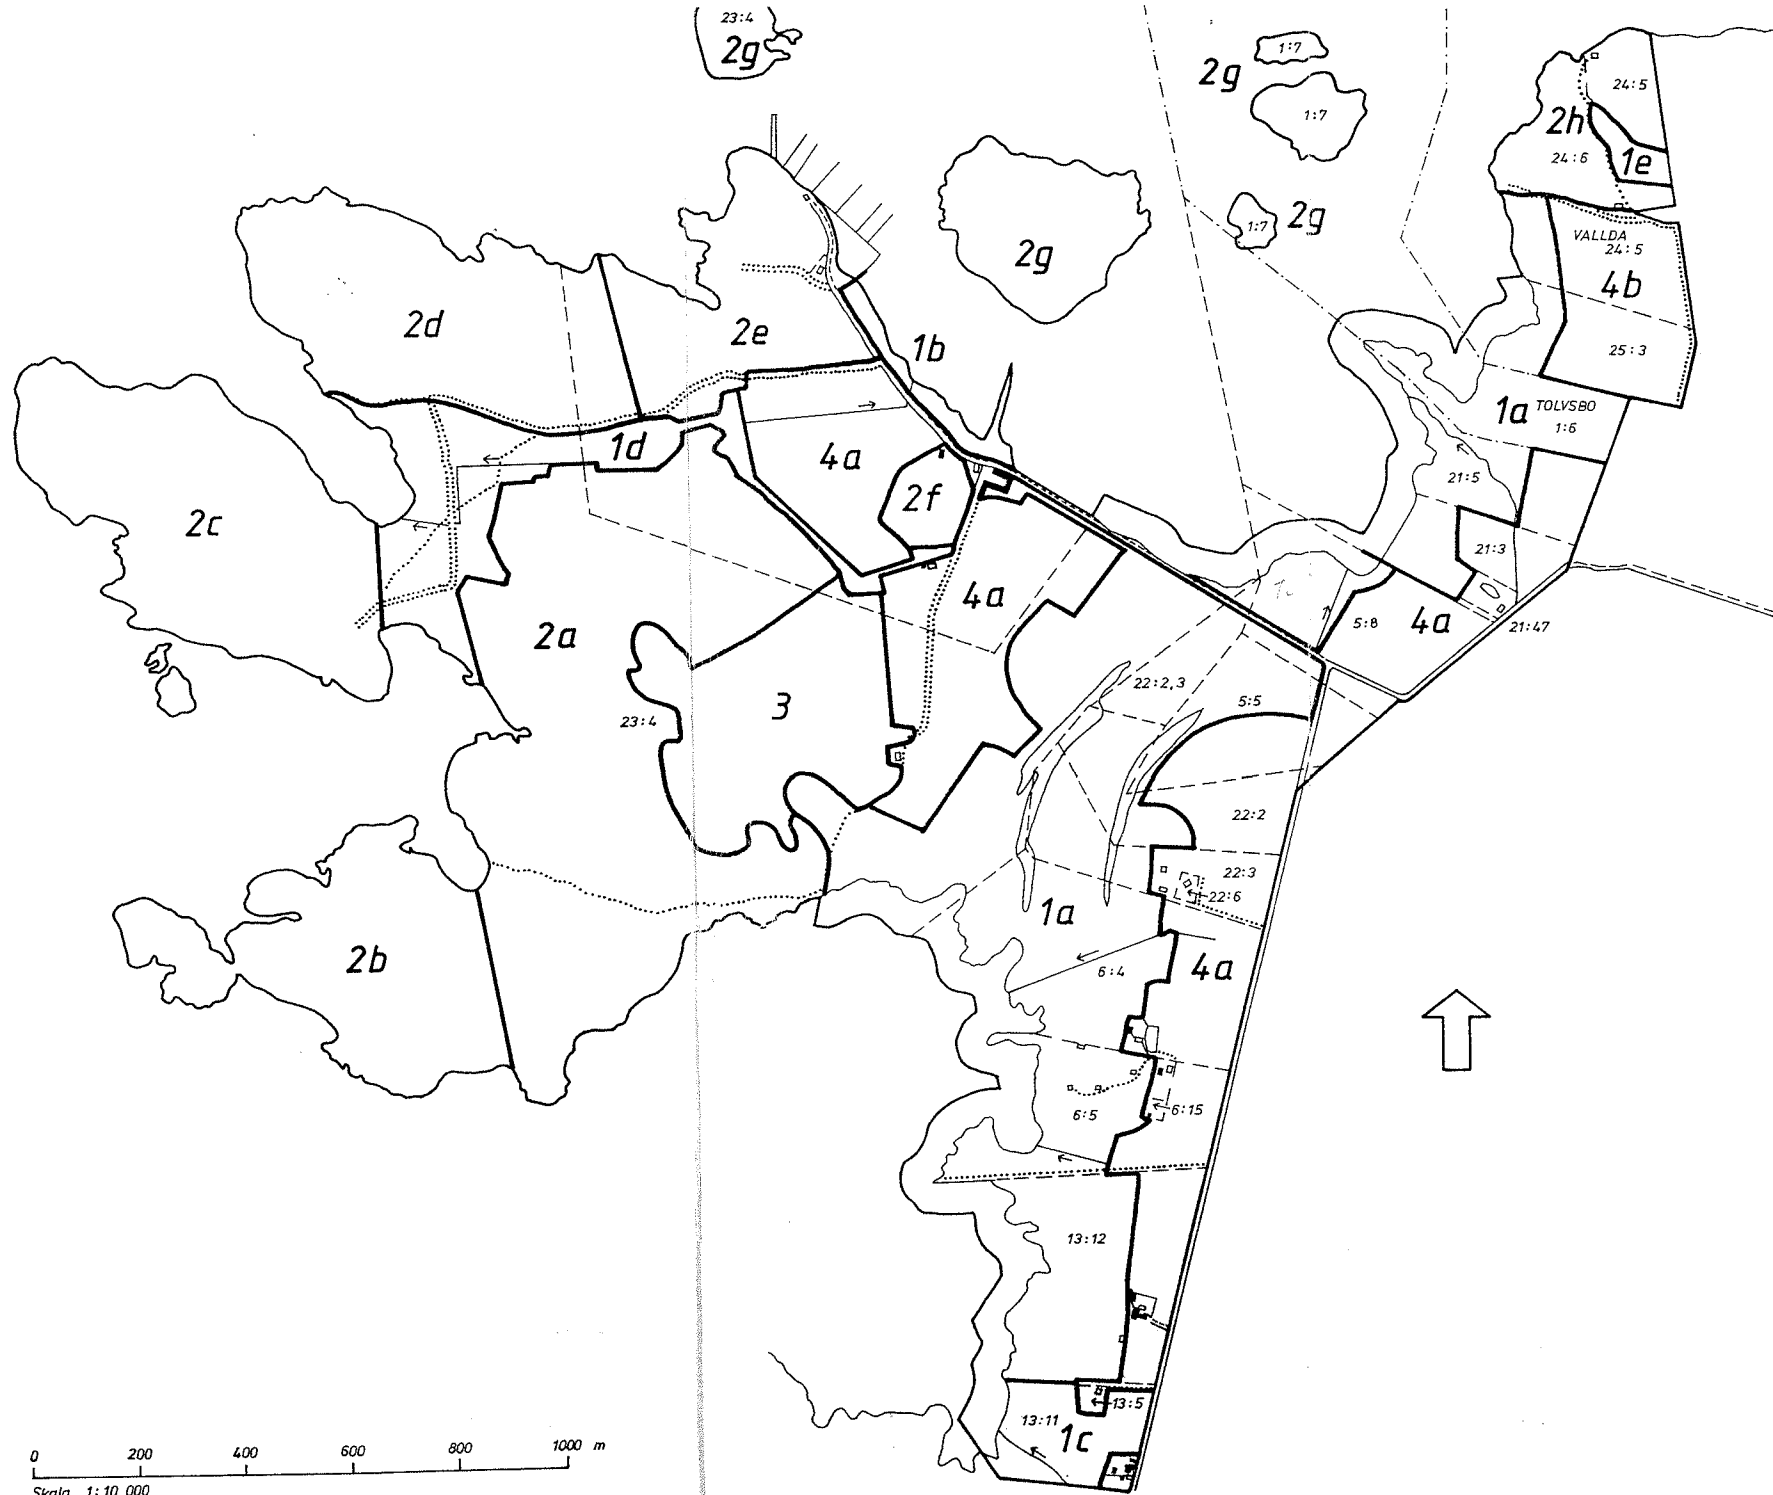 23:4
2g
2g
1:7
1:7
24:5
2h
24:6
1e
1:7
2g
2g
VALLDA
24:5
4b
25:3
2d
2e
1b
1a
TOLVSBO
1:6
1d
4a
2f
21:5
2c
21:3
4a
2a
5:8
4a
21:47
22:2,3
5:5
3
23:4
22:2
22:3
22:6
1a
2b
6:4
4a
6:5
6:15
13:12
13:5
13:11
1c
0 200 400 600 800 1000 m
Skala 1:10 000